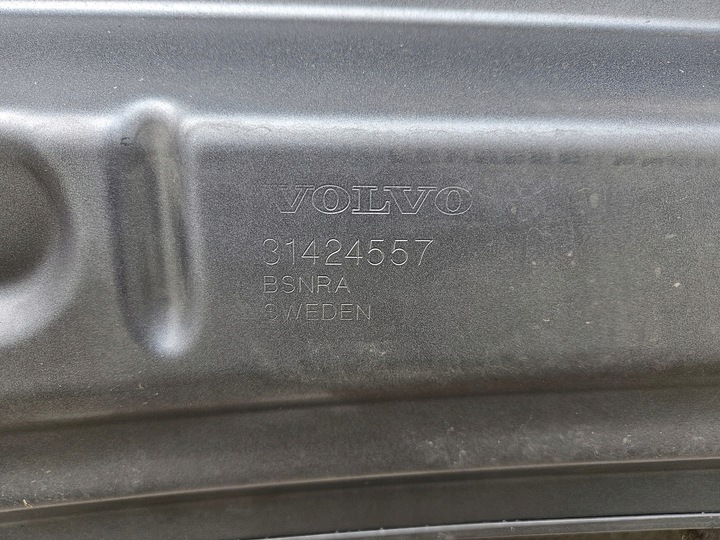 VOLVO
31424557
BSNRA
SWEDEN